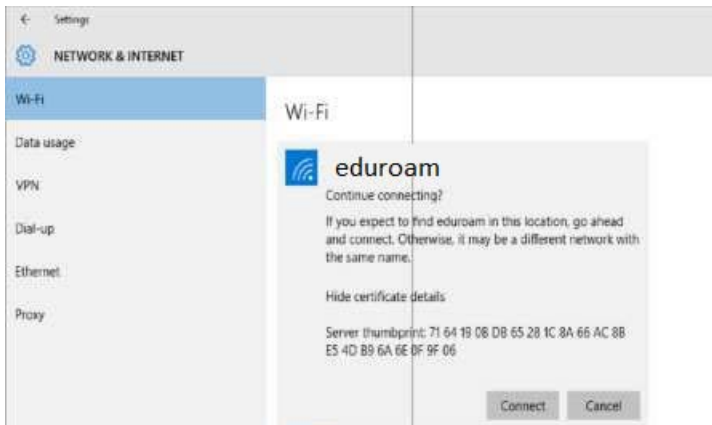 Settings
NETWORK & INTERNET
Wi-Fi
Data usage
VPN
Dial-up
Ethernet
Proxy
Wi-Fi
eduroam
Continue connecting?
If you expect to find eduroam in this location, go ahead
and connect. Otherwise, it may be a different network with
the same name.
Hide certificate details
Server thumbprint: 71 64 19 0B DB 65 28 1C 8A 66 AC 8B
E5 4D B9 6A 6E 0F 9F 06
Connect
Cancel